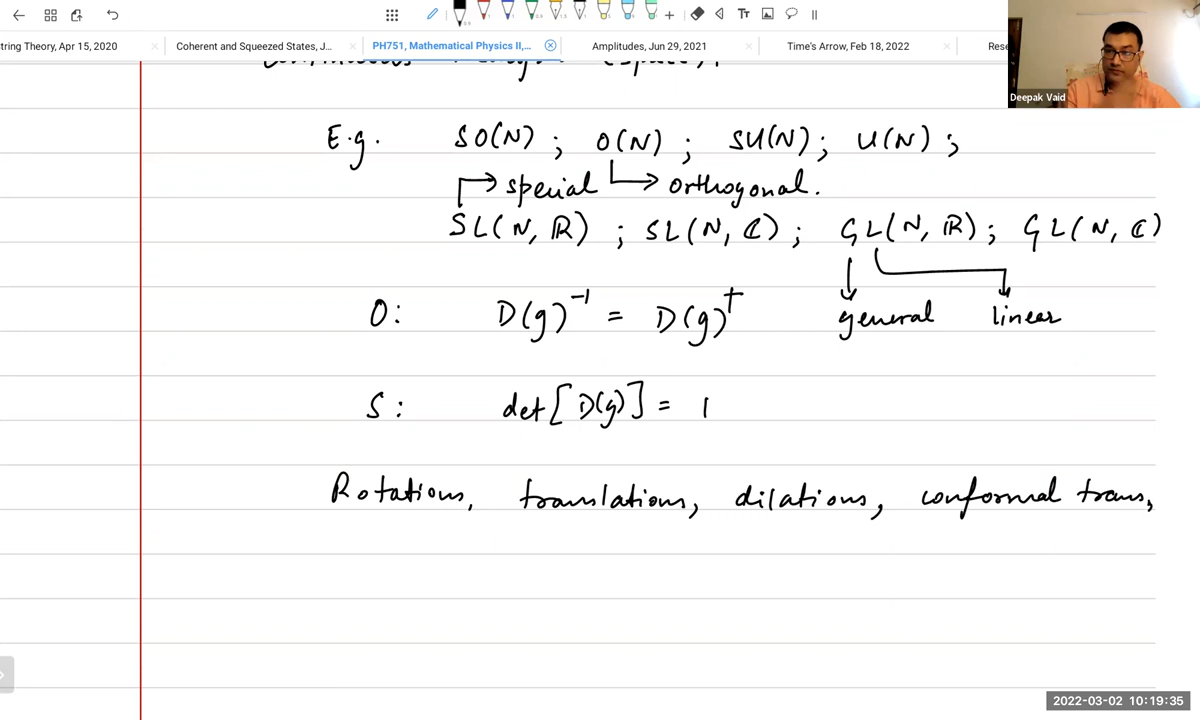 tring Theory, Apr 15, 2020 Coherent and Squeezed States, J... PH751, Mathematical Physics II,... Amplitudes, Jun 29, 2021 Time's Arrow, Feb 18, 2022 Rese
Deepak Vaid
E.g. SO(N) ; O(N) ; SU(N) ; U(N) ;
special orthogonal.
SL(N, ℝ) ; SL(N, ℂ) ; GL(N, ℝ) ; GL(N, ℂ)
O: D(g)⁻¹ = D(g)† general linear
S: det[D(g)] = 1
Rotations, translations, dilations, conformal trans,
2022-03-02 10:19:35